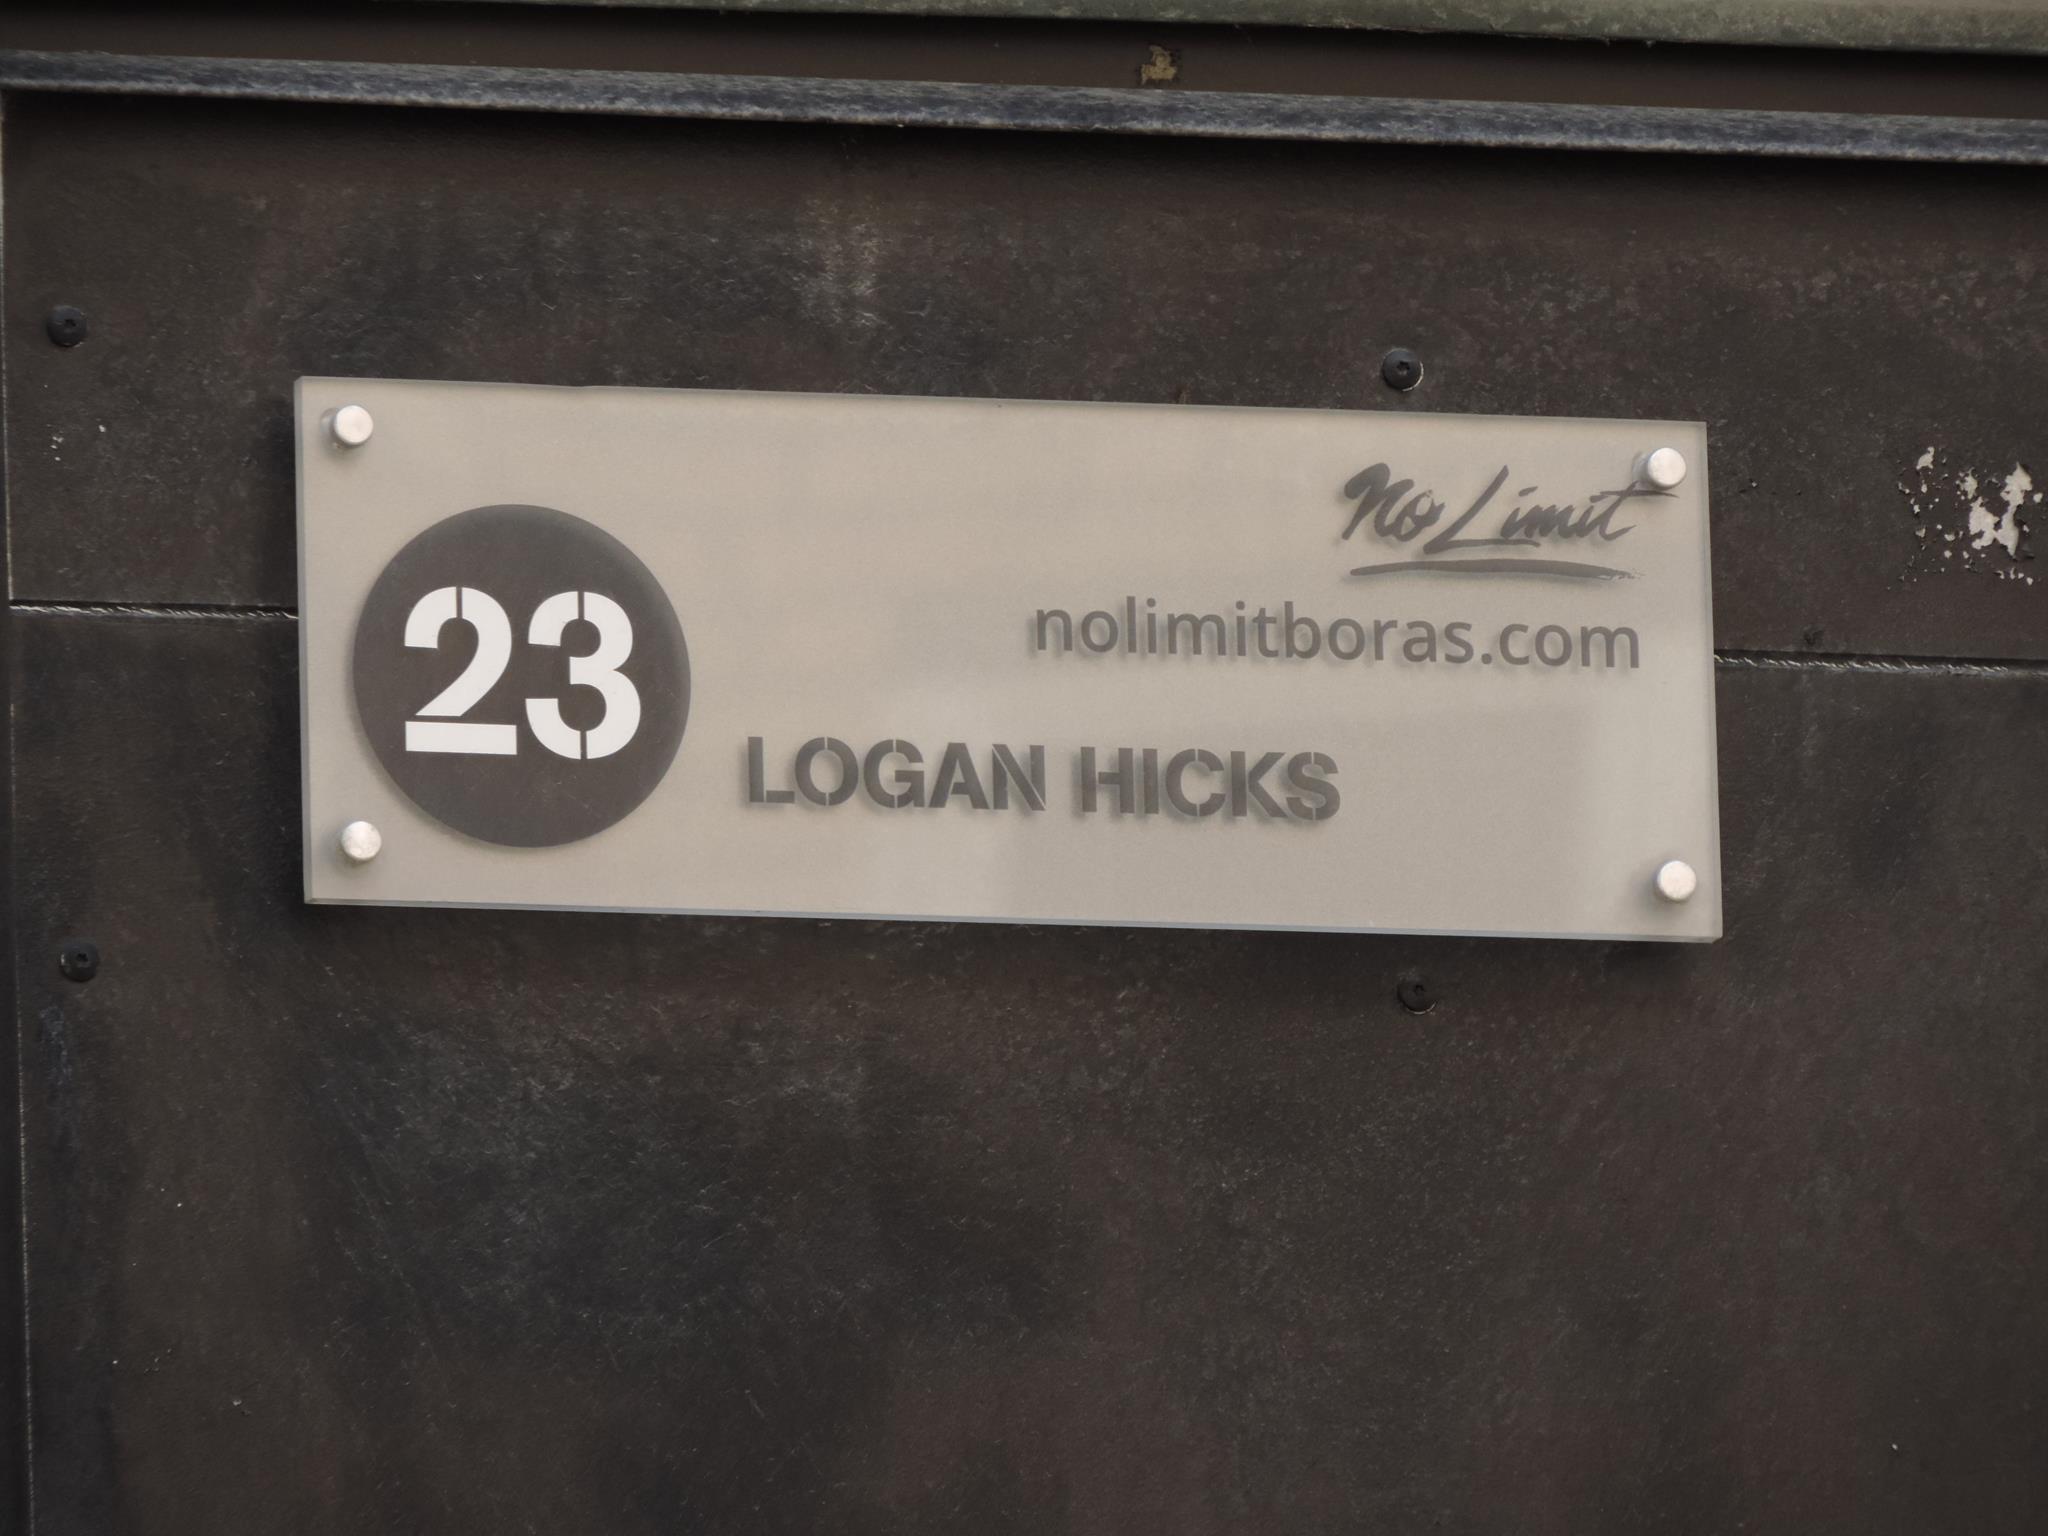 No Limit
nolimitboras.com
23
LOGAN HICKS